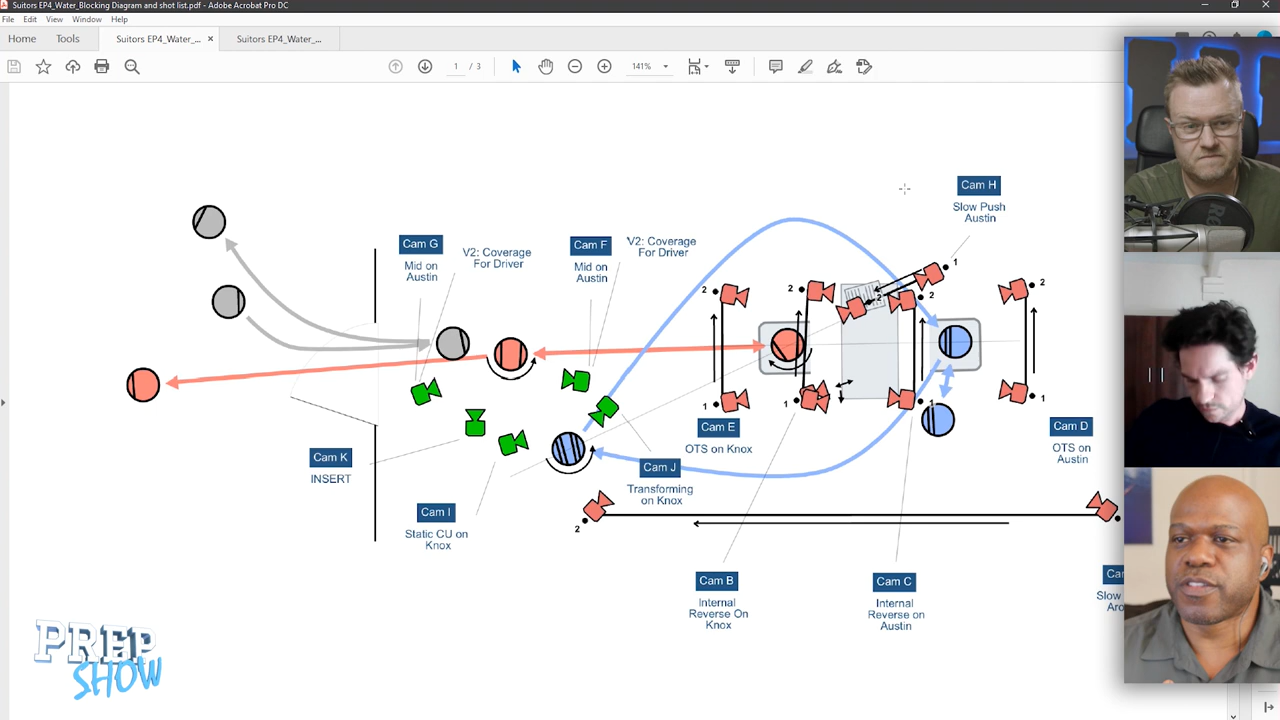 Suitors EP4_Water_Blocking Diagram and shot list.pdf - Adobe Acrobat Pro DC
File Edit View Window Help
Home Tools Suitors EP4_Water_... × Suitors EP4_Water_...
1 / 3 141%
Cam H
Slow Push
Austin
Cam G
Mid on
Austin
V2: Coverage
For Driver
Cam F
Mid on
Austin
V2: Coverage
For Driver
1
2
2
2
2
2
1
1
1
1
Cam E
OTS on Knox
Cam D
OTS on
Austin
Cam K
INSERT
Cam J
Transforming
on Knox
Cam I
Static CU on
Knox
2
Cam B
Internal
Reverse On
Knox
Cam C
Internal
Reverse on
Austin
Slow
PREP
SHOW